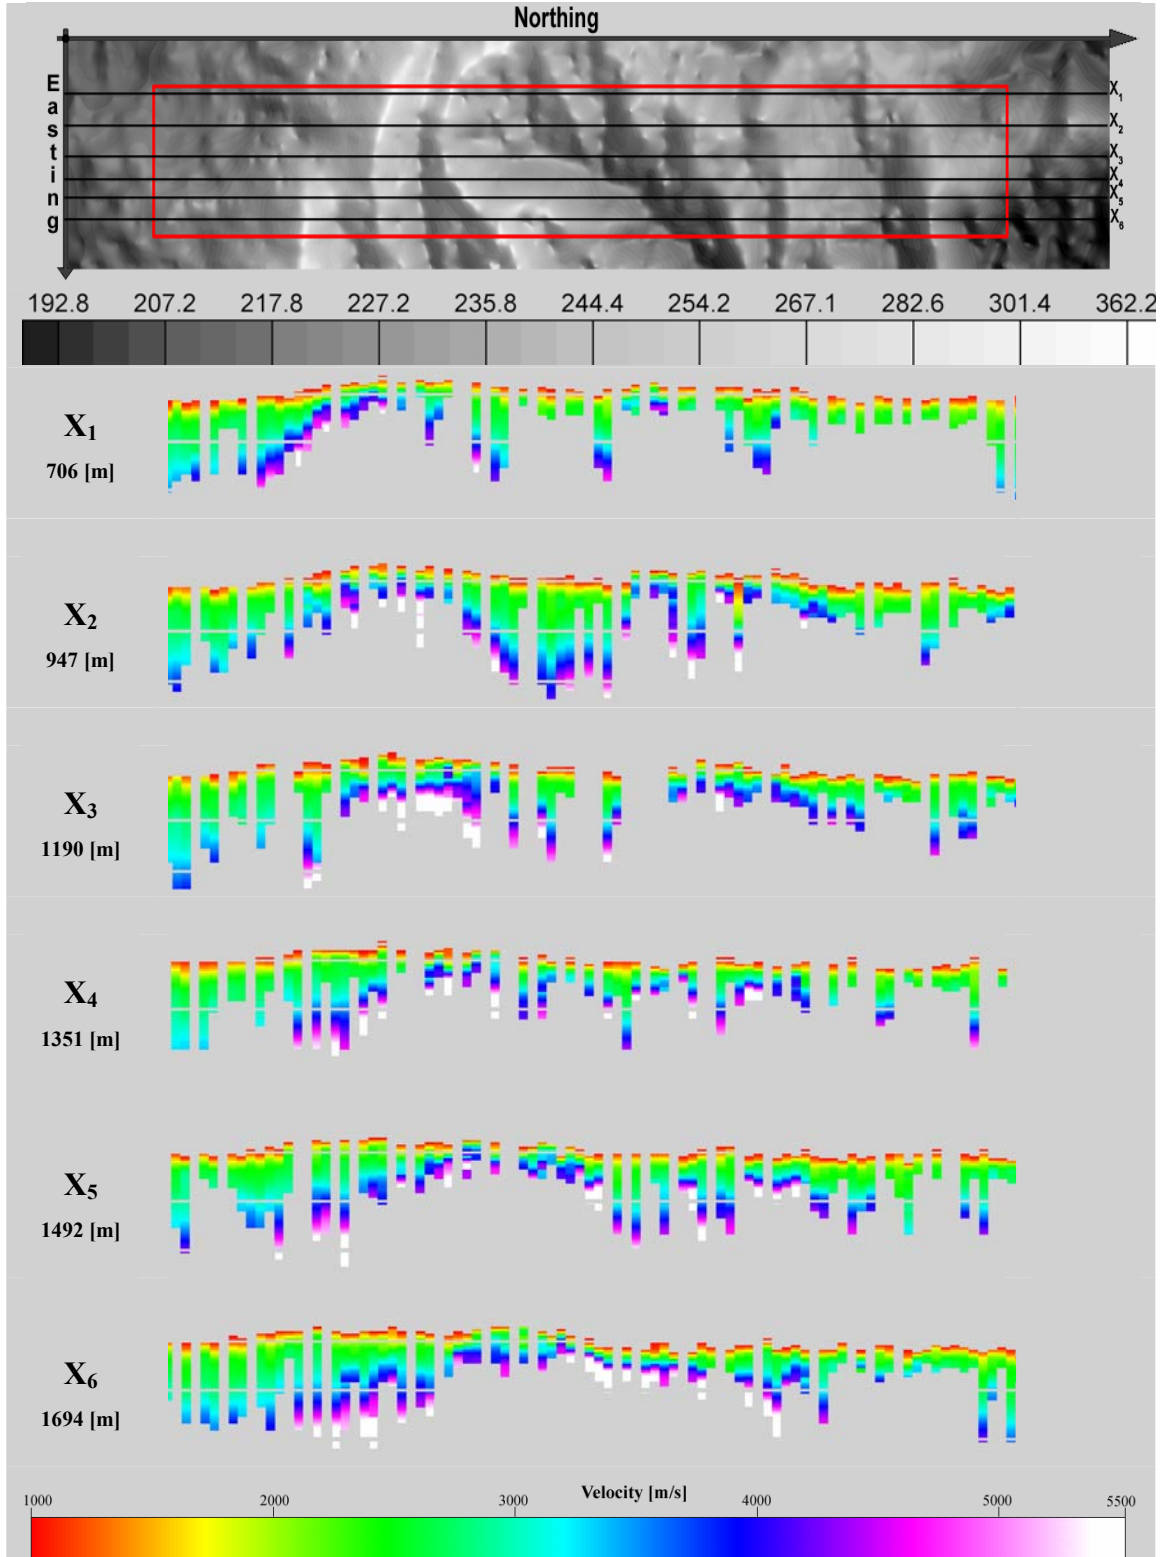 Northing
Easting
X₁
X₂
X₃
X₄
X₅
X₆
192.8 207.2 217.8 227.2 235.8 244.4 254.2 267.1 282.6 301.4 362.2
X₁
706 [m]
X₂
947 [m]
X₃
1190 [m]
X₄
1351 [m]
X₅
1492 [m]
X₆
1694 [m]
Velocity [m/s]
1000 2000 3000 4000 5000 5500